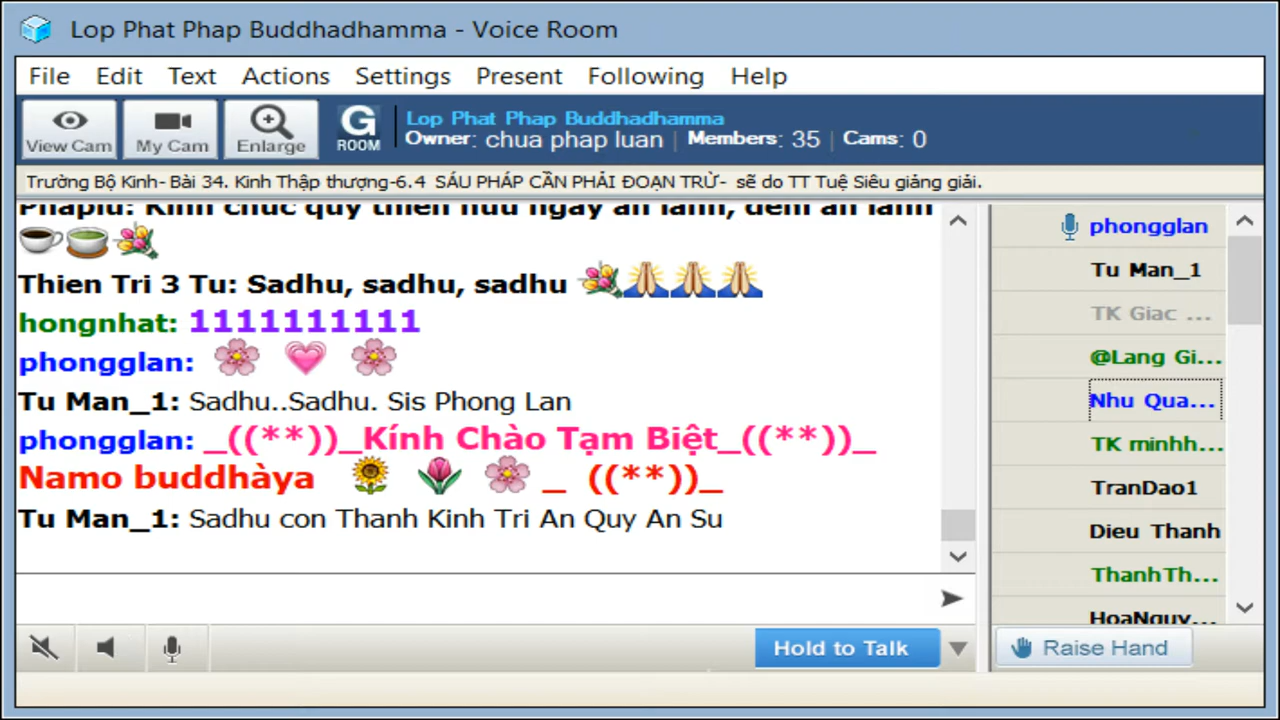 Lop Phat Phap Buddhadhamma - Voice Room
File Edit Text Actions Settings Present Following Help
View Cam My Cam Enlarge G ROOM
Lop Phat Phap Buddhadhamma
Owner: chua phap luan | Members: 35 | Cams: 0
Trường Bộ Kinh- Bài 34. Kinh Thập thượng-6.4 SÁU PHÁP CẦN PHẢI ĐOẠN TRỪ- sẽ do TT Tuệ Siêu giảng giải.
Thien Tri 3 Tu: Sadhu, sadhu, sadhu
hongnhat: 1111111111
phongglan:
Tu Man_1: Sadhu..Sadhu. Sis Phong Lan
phongglan: _((**))_Kính Chào Tạm Biệt_((**))_
Namo buddhàya _ ((**))_
Tu Man_1: Sadhu con Thanh Kinh Tri An Quy An Su
phongglan
Tu Man_1
TK Giac ...
@Lang Gi...
Nhu Qua...
TK minhh...
TranDao1
Dieu Thanh
ThanhTh...
HoaNguy...
Hold to Talk
Raise Hand